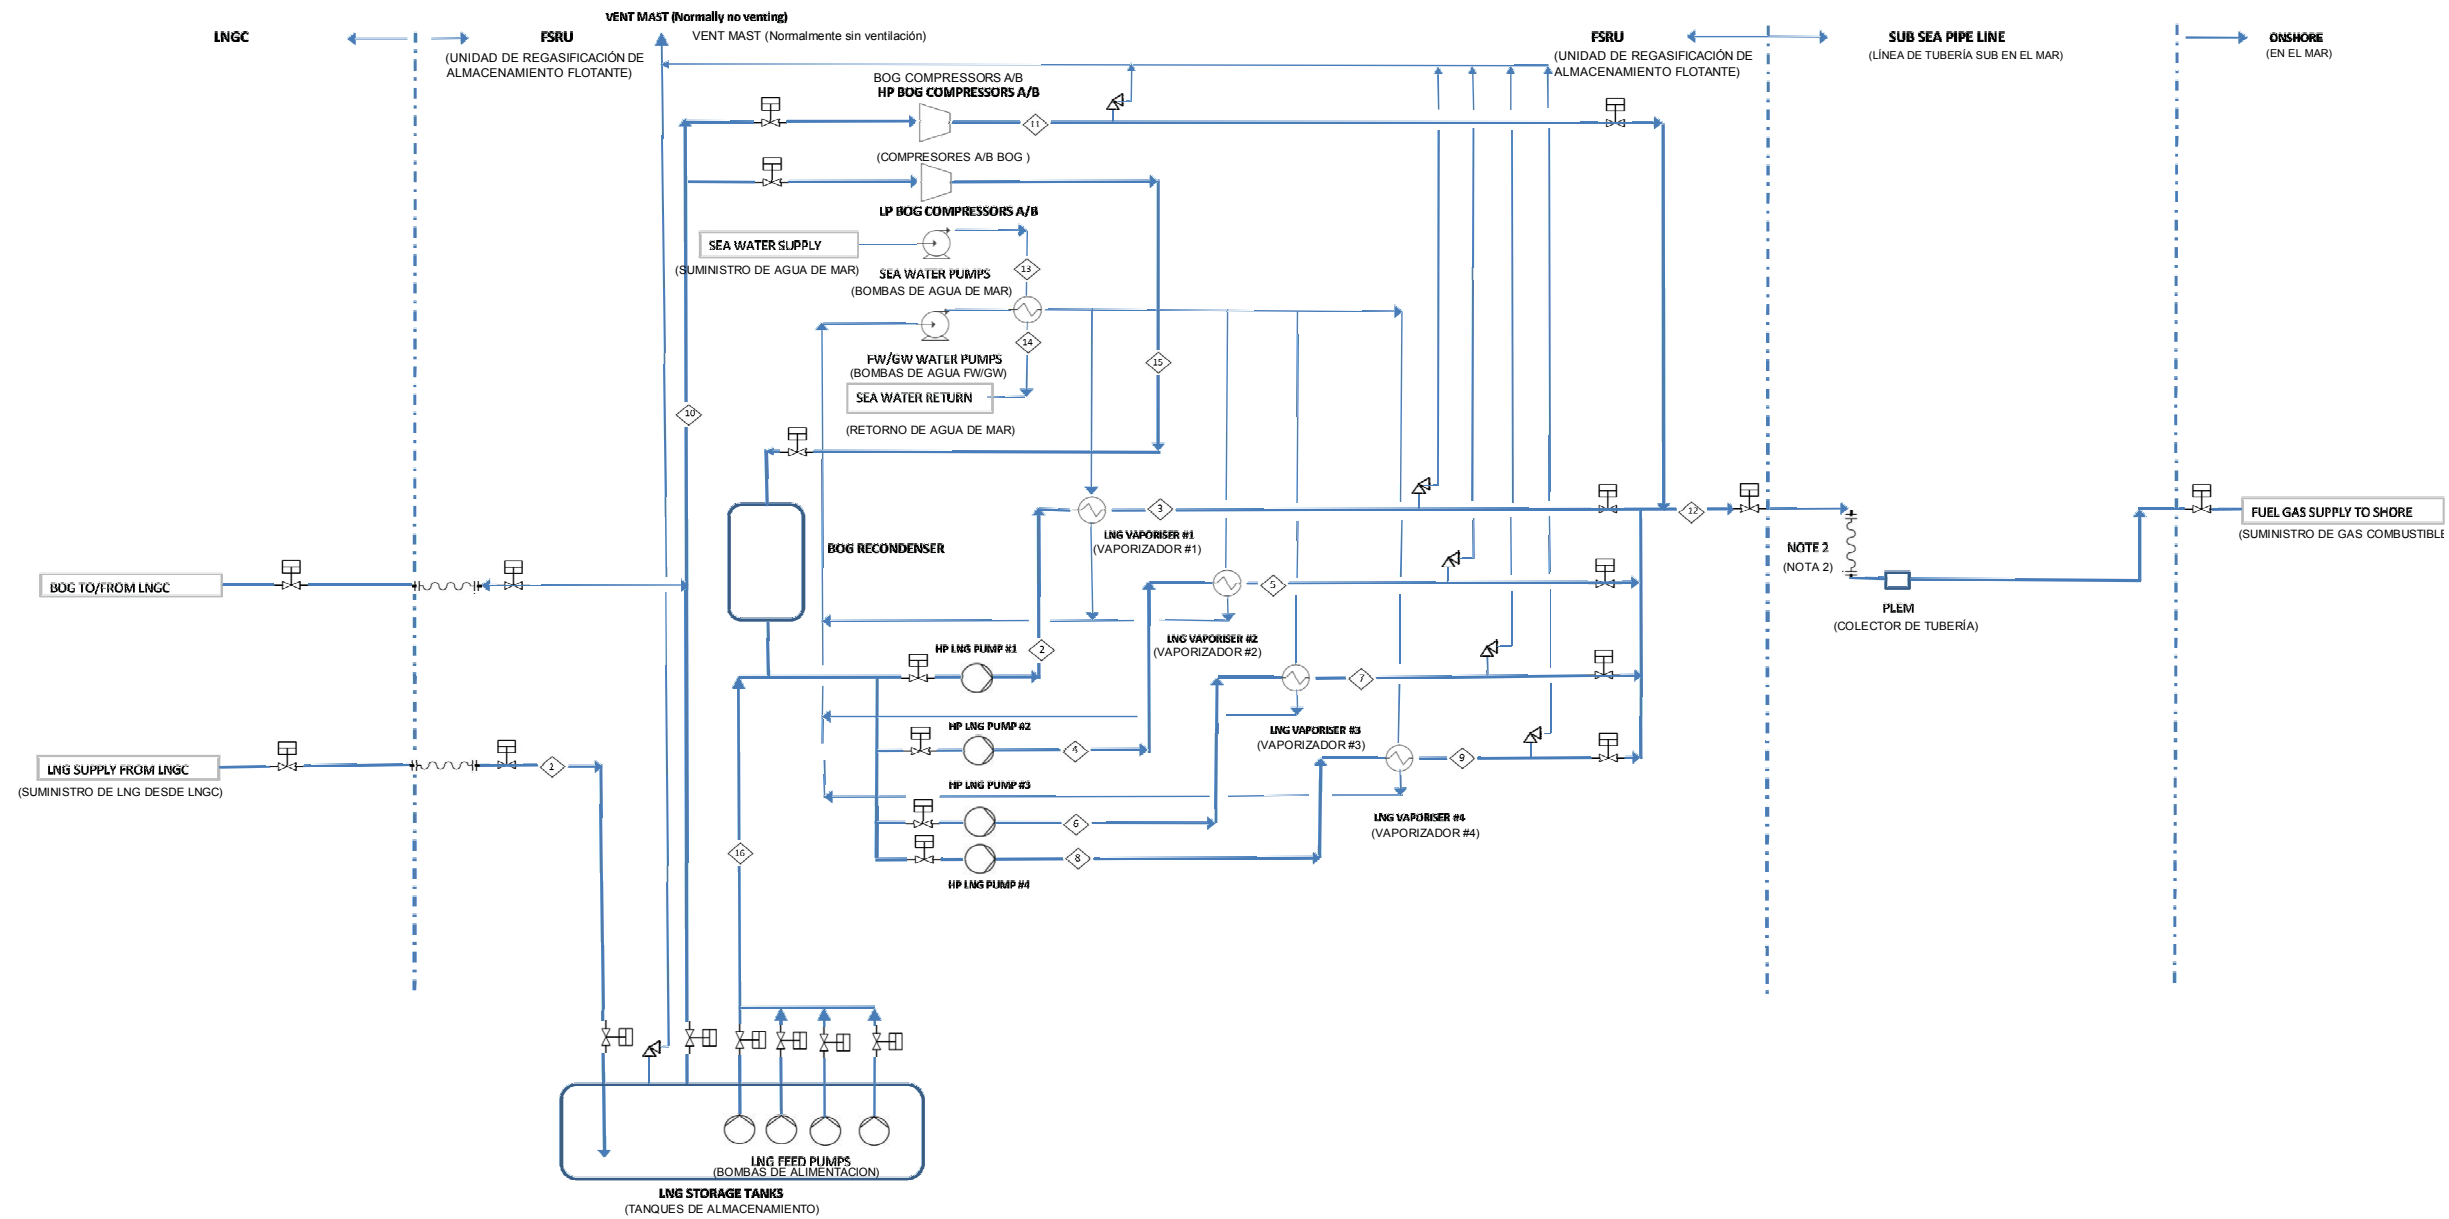 VENT MAST (Normally no venting)
VENT MAST (Normalmente sin ventilación)
LNGC
FSRU
(UNIDAD DE REGASIFICACIÓN DE
ALMACENAMIENTO FLOTANTE)
FSRU
(UNIDAD DE REGASIFICACIÓN DE
ALMACENAMIENTO FLOTANTE)
SUB SEA PIPE LINE
(LÍNEA DE TUBERÍA SUB EN EL MAR)
ONSHORE
(EN EL MAR)
BOG COMPRESSORS A/B
HP BOG COMPRESSORS A/B
11
(COMPRESORES A/B BOG )
LP BOG COMPRESSORS A/B
SEA WATER SUPPLY
(SUMINISTRO DE AGUA DE MAR)
SEA WATER PUMPS
(BOMBAS DE AGUA DE MAR)
13
14
FW/GW WATER PUMPS
(BOMBAS DE AGUA FW/GW)
15
SEA WATER RETURN
(RETORNO DE AGUA DE MAR)
10
3
12
LNG VAPORISER #1
(VAPORIZADOR #1)
FUEL GAS SUPPLY TO SHORE
(SUMINISTRO DE GAS COMBUSTIBLE
BOG RECONDENSER
NOTE 2
(NOTA 2)
BOG TO/FROM LNGC
5
PLEM
(COLECTOR DE TUBERÍA)
LNG VAPORISER #2
(VAPORIZADOR #2)
HP LNG PUMP #1
2
7
HP LNG PUMP #2
4
LNG VAPORISER #3
(VAPORIZADOR #3)
9
LNG SUPPLY FROM LNGC
(SUMINISTRO DE LNG DESDE LNGC)
2
HP LNG PUMP #3
6
LNG VAPORISER #4
(VAPORIZADOR #4)
16
8
HP LNG PUMP #4
LNG FEED PUMPS
(BOMBAS DE ALIMENTACION)
LNG STORAGE TANKS
(TANQUES DE ALMACENAMIENTO)